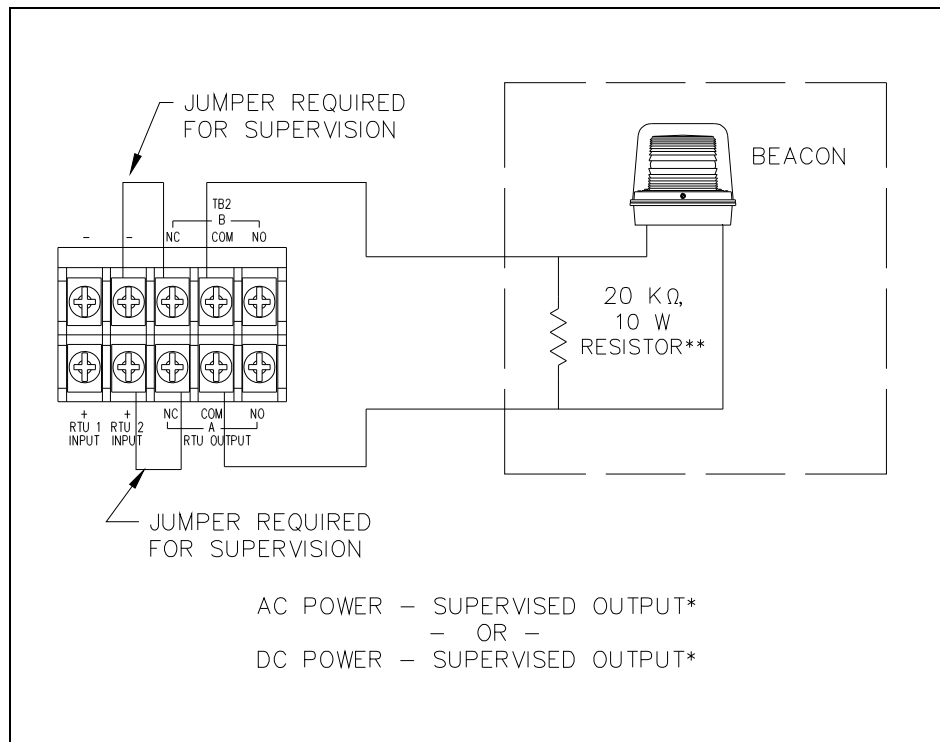 JUMPER REQUIRED
FOR SUPERVISION
BEACON
TB2
B
- - NC COM NO
20 KΩ,
10 W
RESISTOR**
+ + NC COM NO
RTU 1 RTU 2 A
INPUT INPUT RTU OUTPUT
JUMPER REQUIRED
FOR SUPERVISION
AC POWER - SUPERVISED OUTPUT*
- OR -
DC POWER - SUPERVISED OUTPUT*